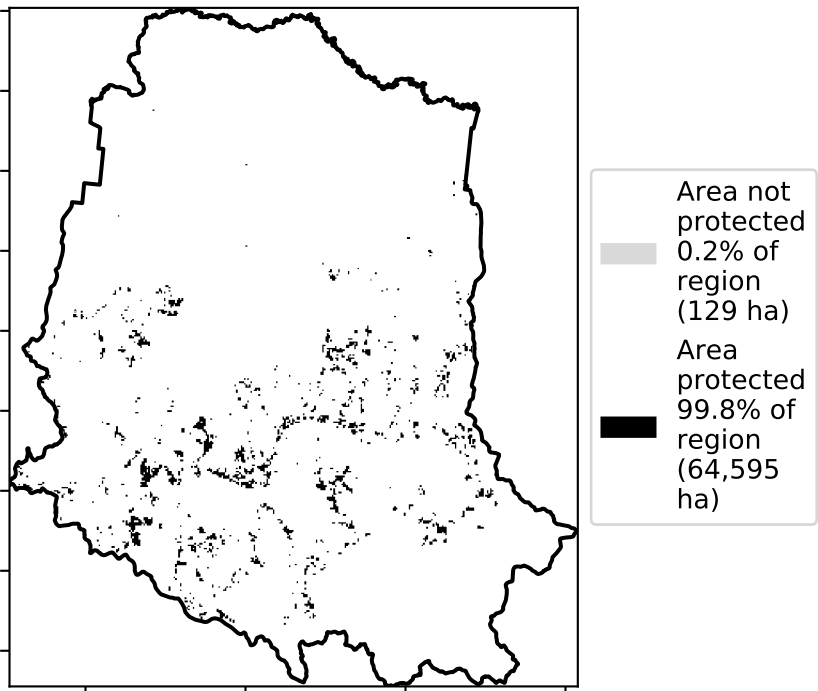 Area not
protected
0.2% of
region
(129 ha)
Area
protected
99.8% of
region
(64,595
ha)